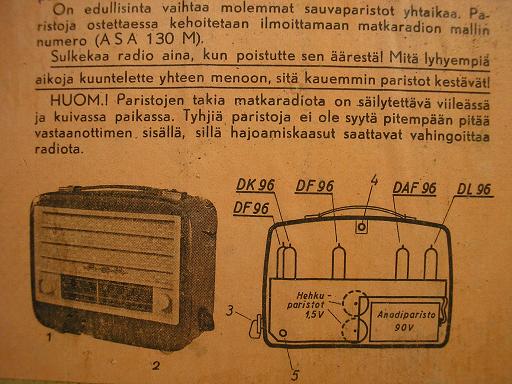 On edullisinta vaihtaa molemmat sauvaparistot yhtaikaa. Pa-
ristoja ostettaessa kehoitetaan ilmoittamaan matkaradion mallin
numero (ASA 130 M).
Sulkekaa radio aina, kun poistutte sen äärestä! Mitä lyhyempiä
aikoja kuuntelette yhteen menoon, sitä kauemmin paristot kestävät!
HUOM.! Paristojen takia matkaradiota on säilytettävä viileässä
ja kuivassa paikassa. Tyhjiä paristoja ei ole syytä pitempään pitää
vastaanottimen sisällä, sillä hajoamiskaasut saattavat vahingoittaa
radiota.
DK 96 DF 96 4 DAF 96 DL 96
DF 96
Hehku-
paristot
1,5V
Anodiparisto
90V
3
1
2
5